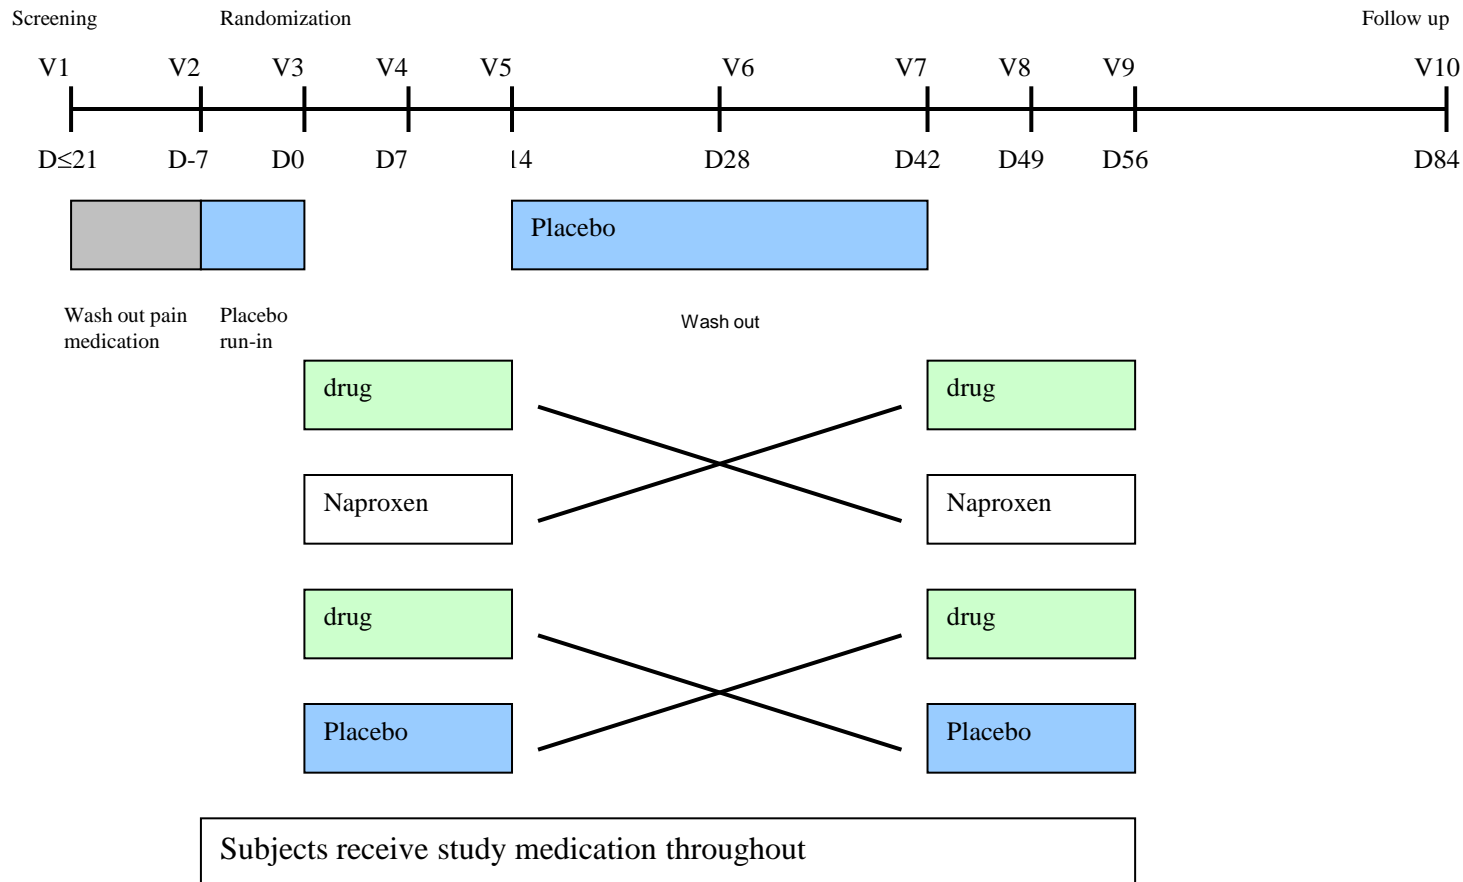 Screening Randomization Follow up
V1 V2 V3 V4 V5 V6 V7 V8 V9 V10
D≤21 D-7 D0 D7 14 D28 D42 D49 D56 D84
Placebo
Wash out pain
medication
Placebo
run-in
Wash out
drug drug
Naproxen Naproxen
drug drug
Placebo Placebo
Subjects receive study medication throughout